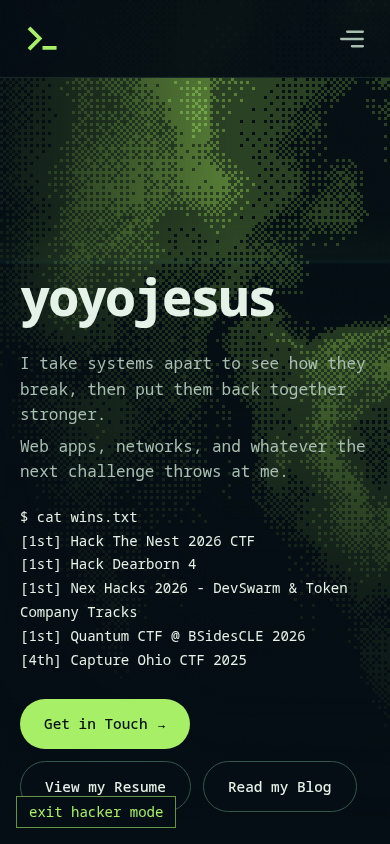 yoyojesus
I take systems apart to see how they
break, then put them back together
stronger.
Web apps, networks, and whatever the
next challenge throws at me.
$ cat wins.txt
[1st] Hack The Nest 2026 CTF
[1st] Hack Dearborn 4
[1st] Nex Hacks 2026 - DevSwarm & Token
Company Tracks
[1st] Quantum CTF @ BSidesCLE 2026
[4th] Capture Ohio CTF 2025
Get in Touch →
View my Resume
Read my Blog
exit hacker mode